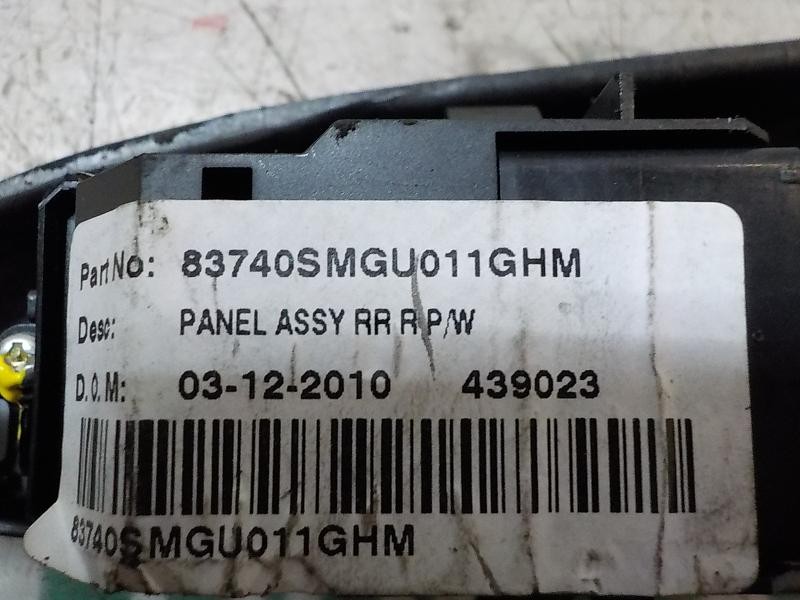 Part No: 83740SMGU011GHM
Desc: PANEL ASSY RR R P/W
D.O.M: 03-12-2010 439023
83740SMGU011GHM